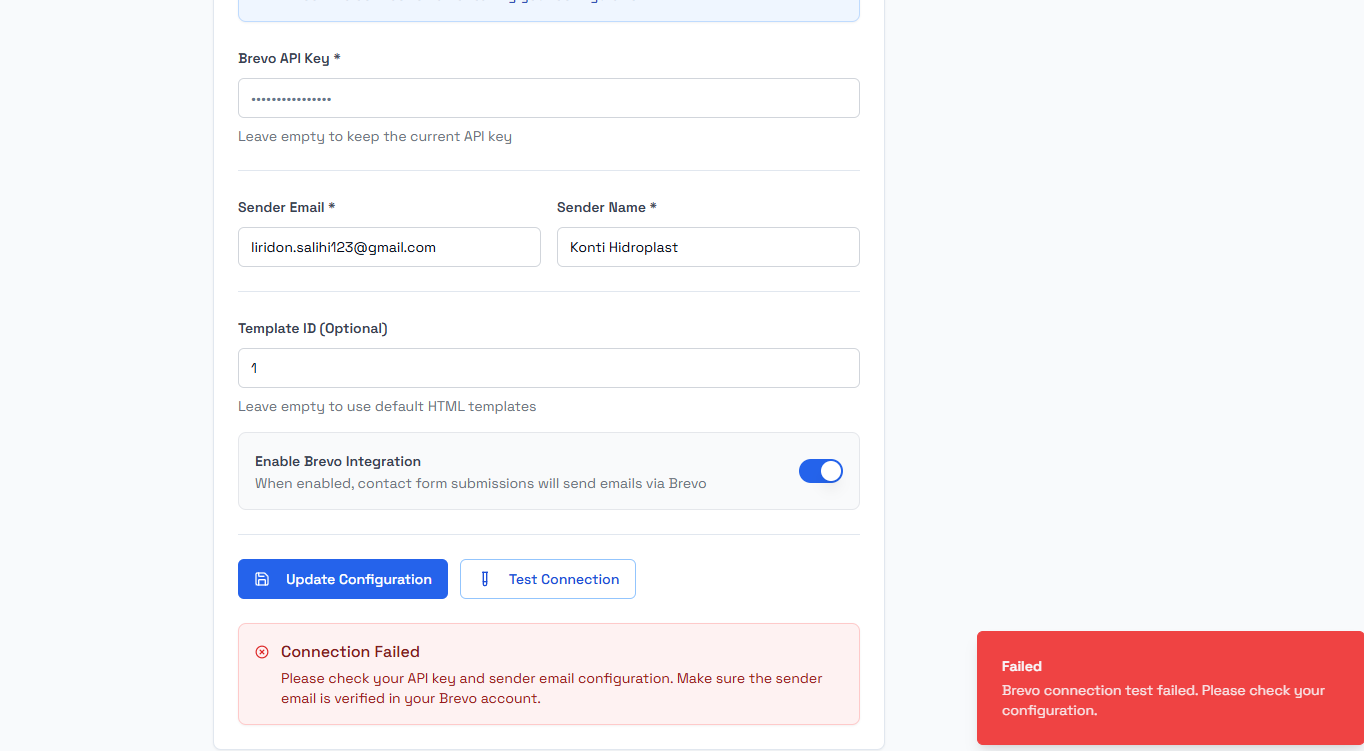 Brevo API Key *
••••••••••••••••
Leave empty to keep the current API key
Sender Email *
Sender Name *
liridon.salihi123@gmail.com
Konti Hidroplast
Template ID (Optional)
1
Leave empty to use default HTML templates
Enable Brevo Integration
When enabled, contact form submissions will send emails via Brevo
Update Configuration
Test Connection
Connection Failed
Please check your API key and sender email configuration. Make sure the sender
email is verified in your Brevo account.
Failed
Brevo connection test failed. Please check your
configuration.